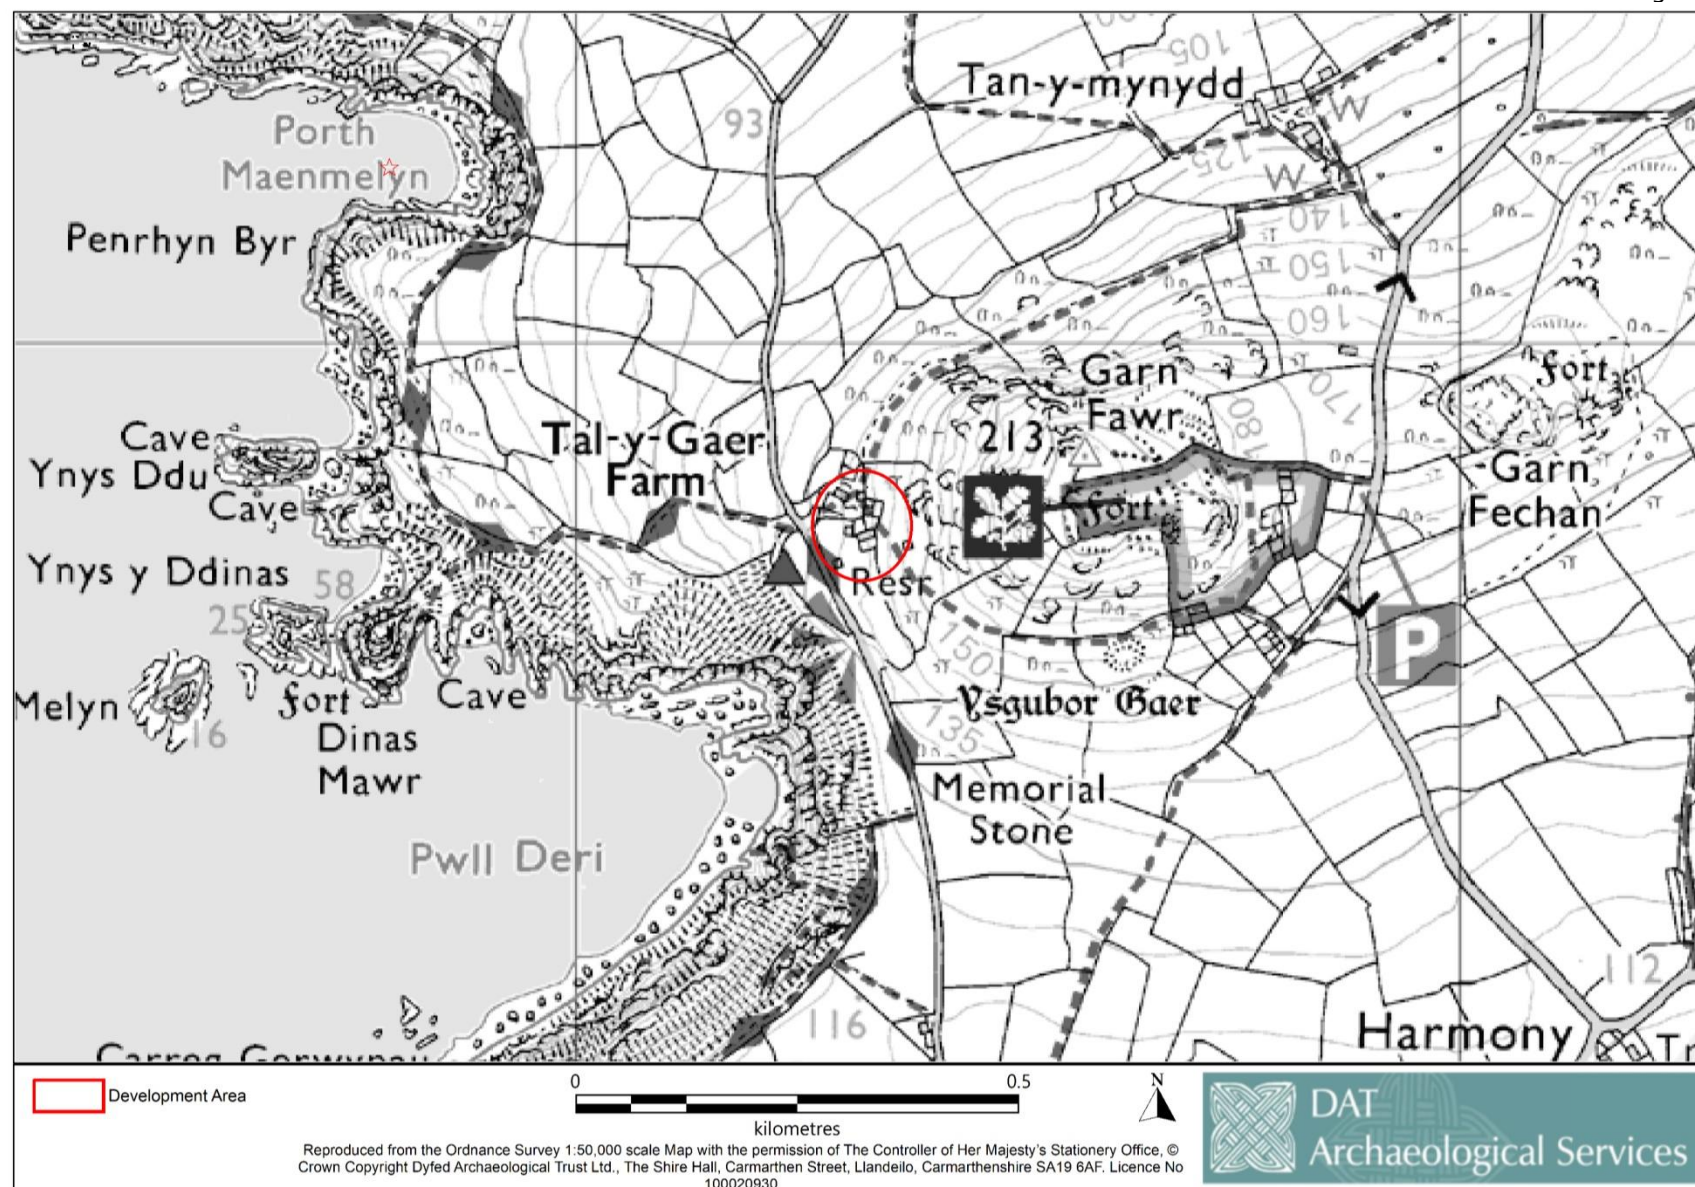 105
Tan-y-mynydd
W
93
Porth
Maenmelyn
125
W
140
Penrhyn Byr
150
160
Garn
Fawr
fort
170
180
Cave
Ynys Ddu
Cave
Tal-y-Gaer
Farm
213
fort
Garn
Fechan
Ynys y Ddinas
58
25
Resr
150
P
Melyn
16
fort
Dinas
Mawr
Cave
Ysgubor Gaer
135
Memorial
Stone
Pwll Deri
116
112
Harmony
Development Area
0
0.5
kilometres
N
Reproduced from the Ordnance Survey 1:50,000 scale Map with the permission of The Controller of Her Majesty's Stationery Office, ©
Crown Copyright Dyfed Archaeological Trust Ltd., The Shire Hall, Carmarthen Street, Llandeilo, Carmarthenshire SA19 6AF. Licence No
100020930
DAT
Archaeological Services